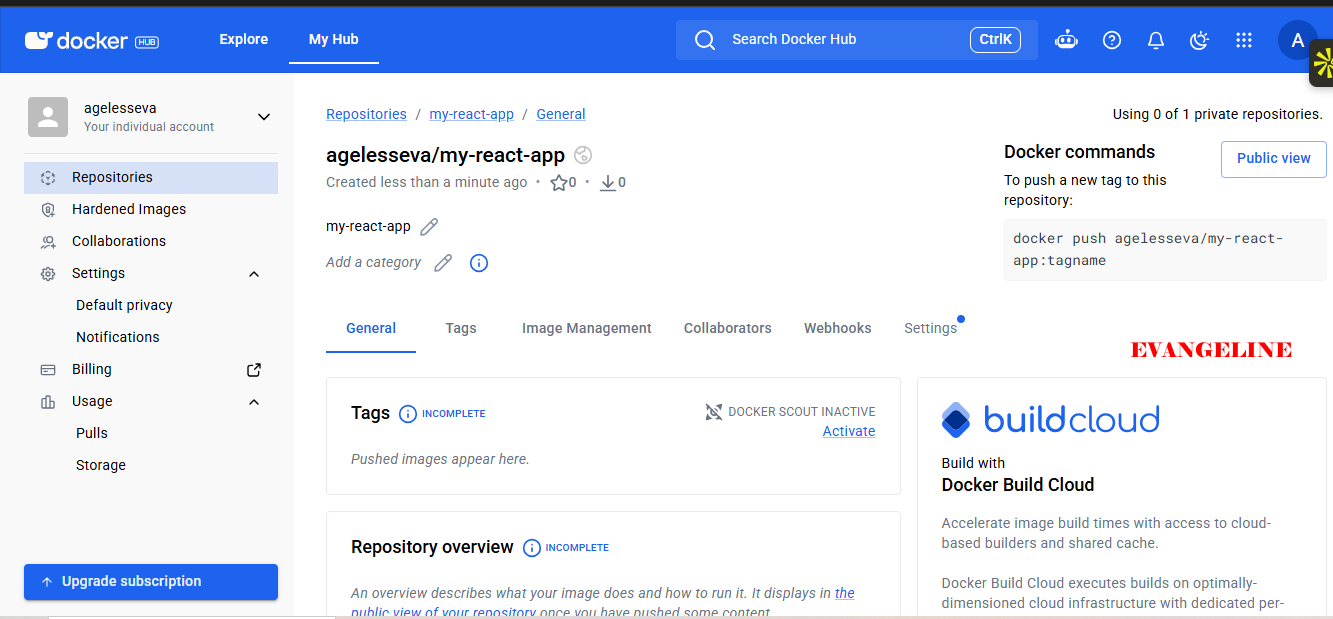 docker HUB
Explore
My Hub
Search Docker Hub
CtrlK
A
agelesseva
Your individual account
Repositories
Hardened Images
Collaborations
Settings
Default privacy
Notifications
Billing
Usage
Pulls
Storage
Upgrade subscription
Repositories / my-react-app / General
Using 0 of 1 private repositories.
agelesseva/my-react-app
Created less than a minute ago · 0 · 0
my-react-app
Add a category
Docker commands
Public view
To push a new tag to this
repository:
docker push agelesseva/my-react-
app:tagname
General
Tags
Image Management
Collaborators
Webhooks
Settings
EVANGELINE
Tags INCOMPLETE
DOCKER SCOUT INACTIVE
Activate
Pushed images appear here.
Repository overview INCOMPLETE
An overview describes what your image does and how to run it. It displays in the
public view of your repository once you have pushed some content.
buildcloud
Build with
Docker Build Cloud
Accelerate image build times with access to cloud-
based builders and shared cache.
Docker Build Cloud executes builds on optimally-
dimensioned cloud infrastructure with dedicated per-